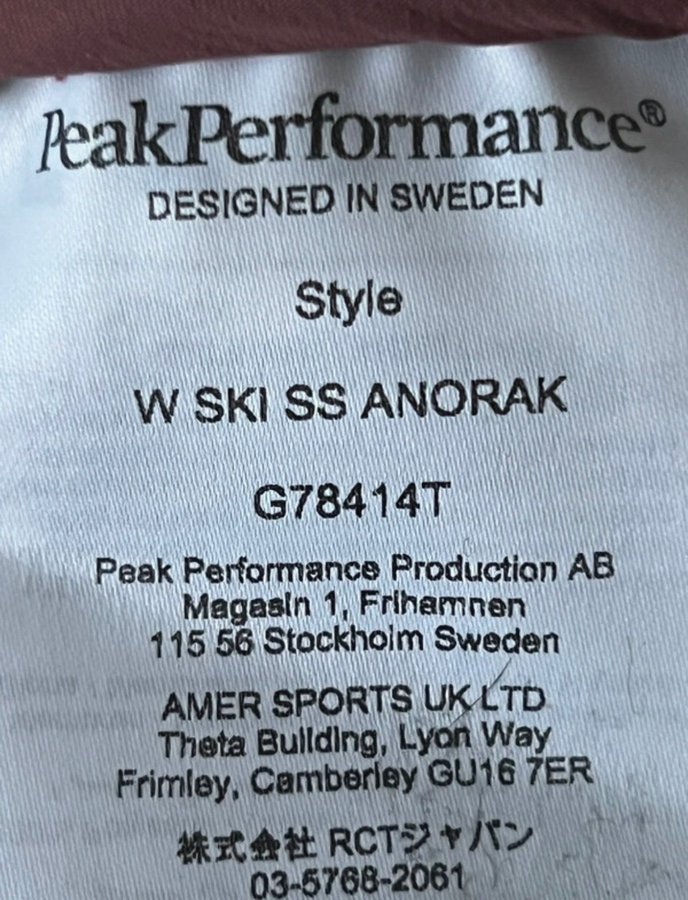 PeakPerformance®
DESIGNED IN SWEDEN
Style
W SKI SS ANORAK
G78414T
Peak Performance Production AB
Magasin 1, Frihamnen
115 56 Stockholm Sweden
AMER SPORTS UK LTD
Theta Building, Lyon Way
Frimley, Camberley GU16 7ER
株式会社 RCTジャパン
03-5768-2061